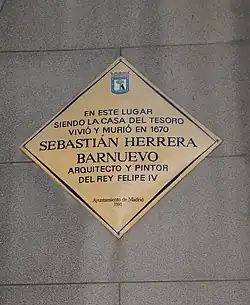 EN ESTE LUGAR
SIENDO LA CASA DEL TESORO
VIVIÓ Y MURIÓ EN 1670
SEBASTIÁN HERRERA
BARNUEVO
ARQUITECTO Y PINTOR
DEL REY FELIPE IV
Ayuntamiento de Madrid
1991